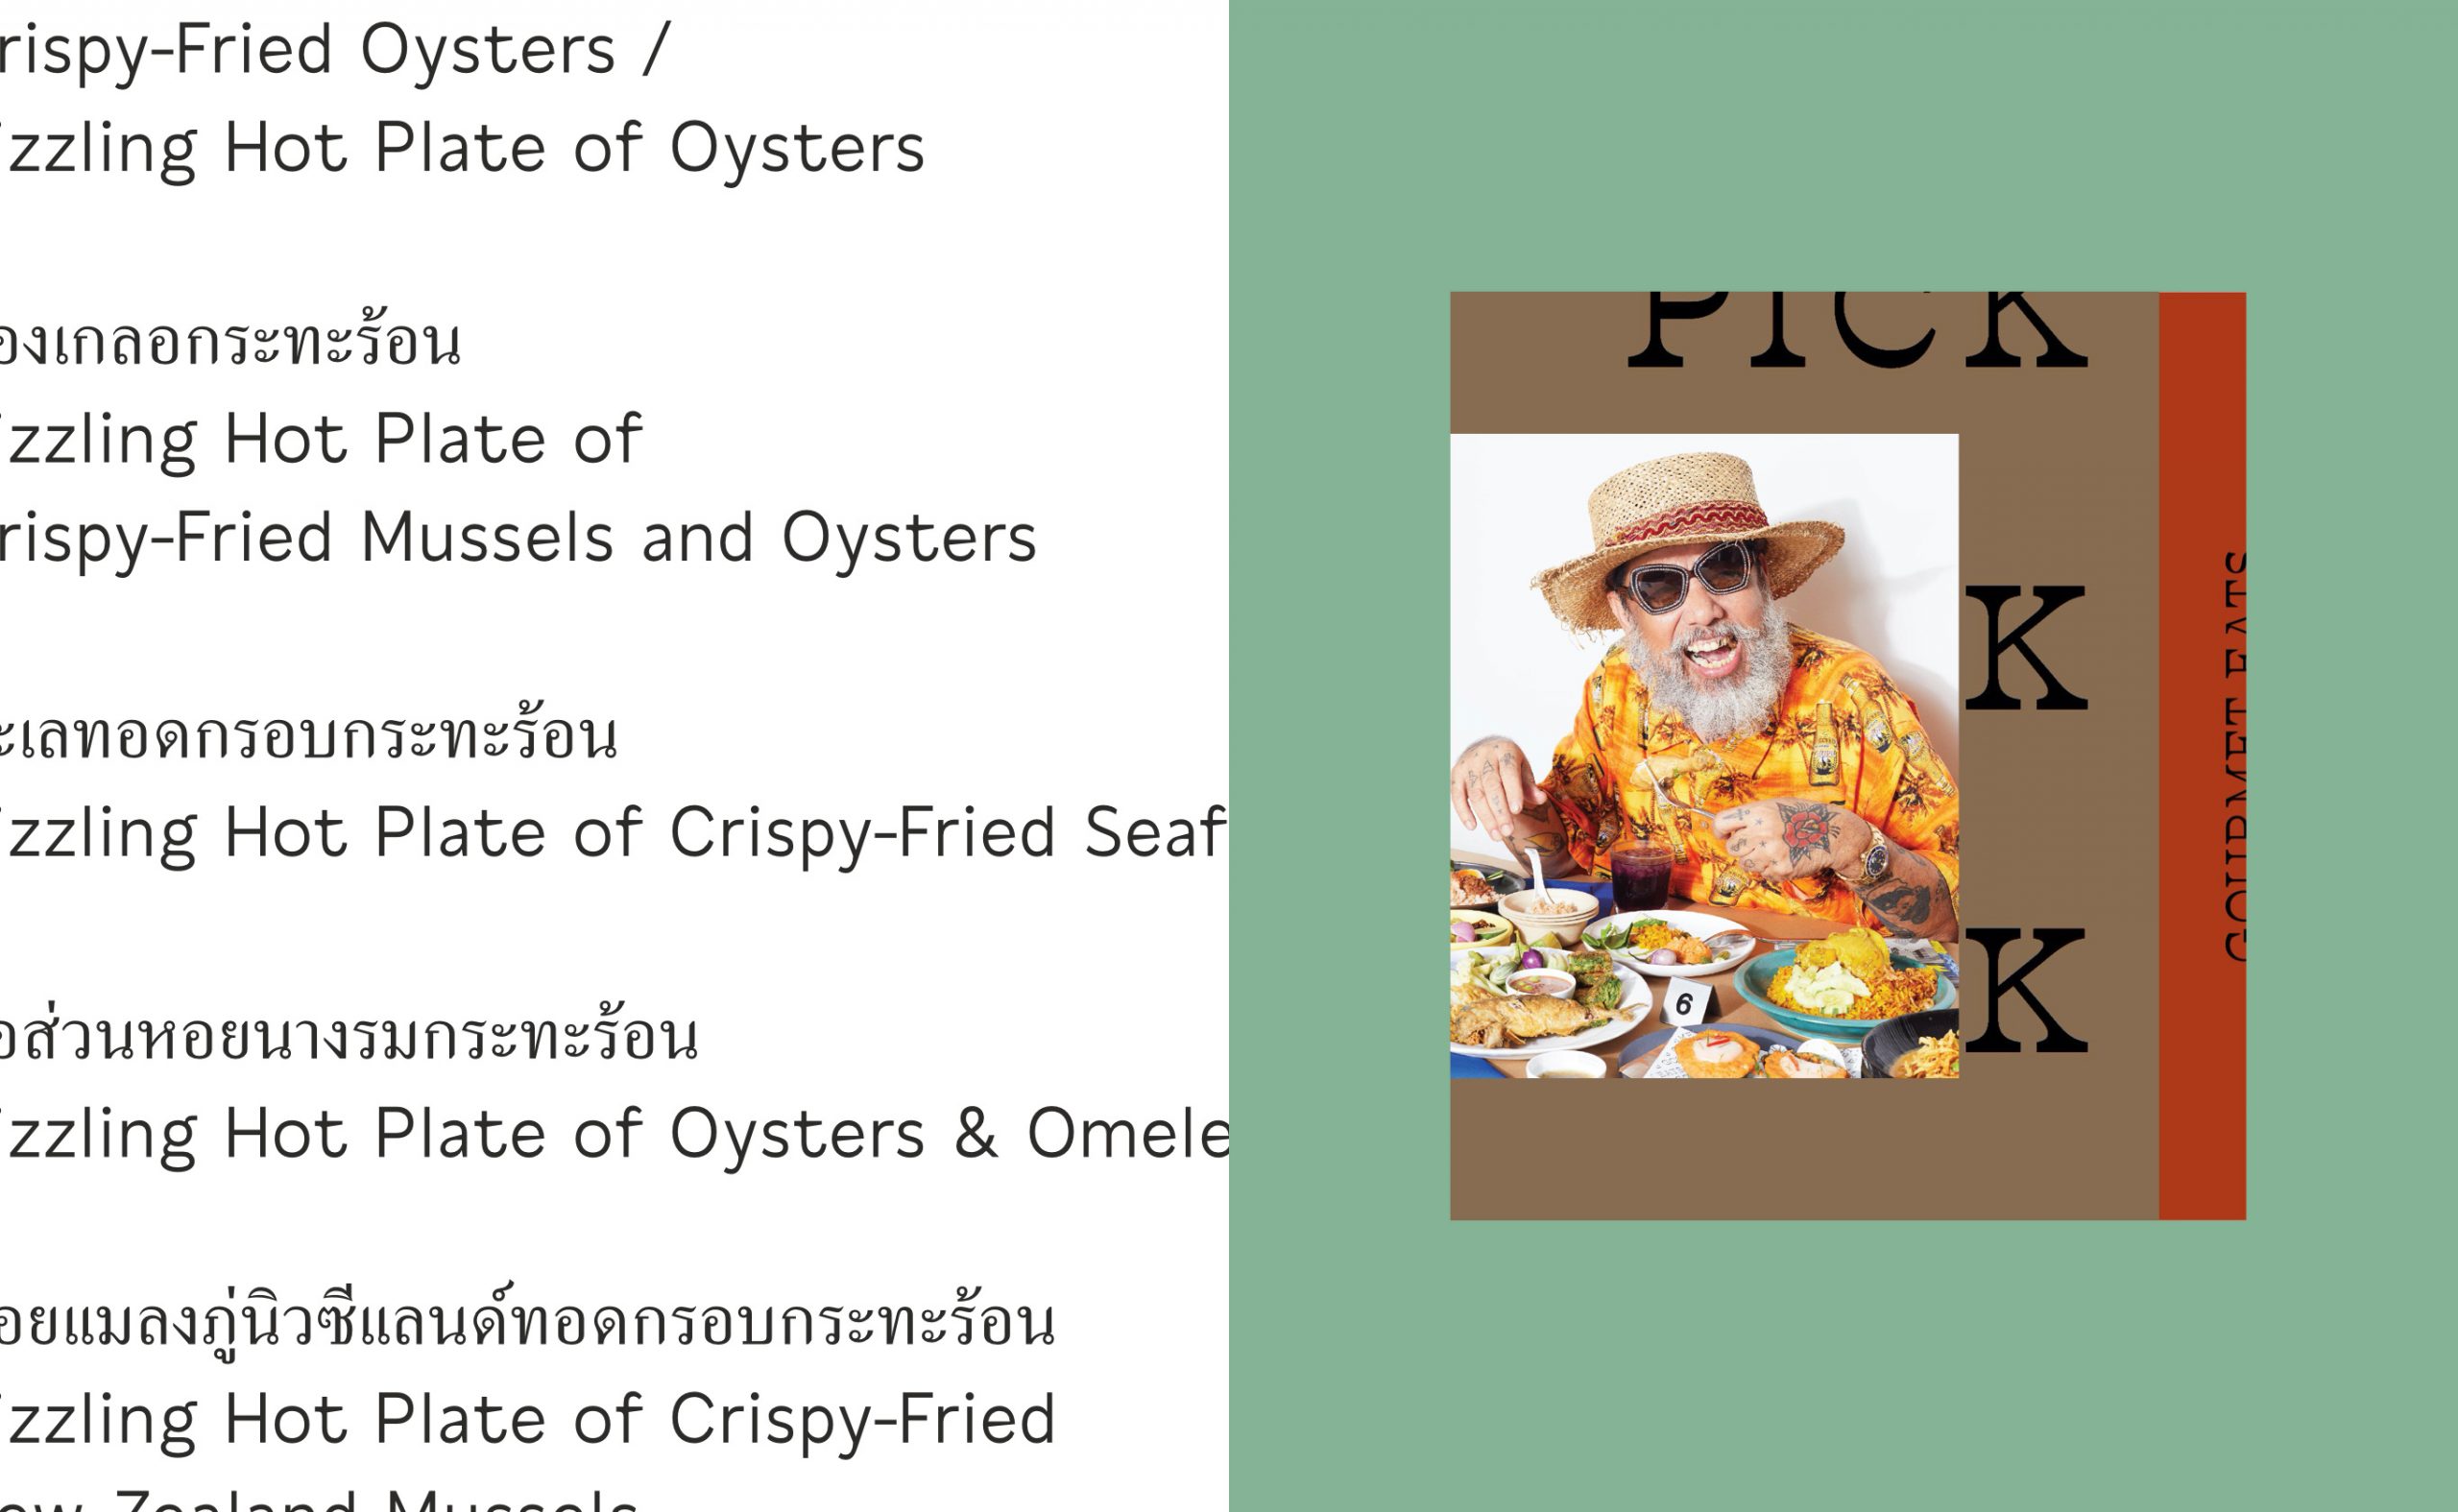 rispy-Fried Oysters /
izzling Hot Plate of Oysters
องเกลอกระทะร้อน
izzling Hot Plate of
rispy-Fried Mussels and Oysters
ะเลทอดกรอบกระทะร้อน
izzling Hot Plate of Crispy-Fried Seaf
อส่วนหอยนางรมกระทะร้อน
izzling Hot Plate of Oysters & Omele
อยแมลงภู่นิวซีแลนด์ทอดกรอบกระทะร้อน
izzling Hot Plate of Crispy-Fried
ew Zealand Mussels
PICK
K
K
6
GOURMET EATS